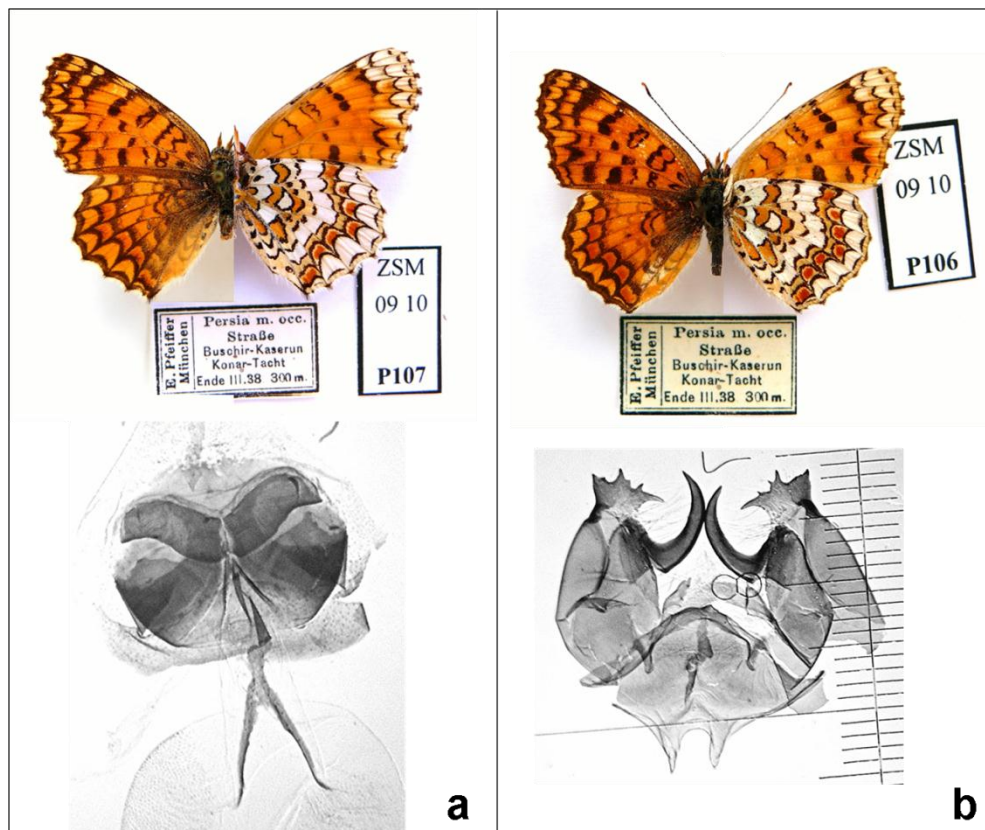 ZSM
09 10
P107
E. Pfeiffer
München
Persia m. occ.
Straße
Buschir-Kaserun
Konar-Tacht
Ende III.38 300 m.
a
ZSM
09 10
P106
E. Pfeiffer
München
Persia m. occ.
Straße
Buschir-Kaserun
Konar-Tacht
Ende III.38 300 m.
b